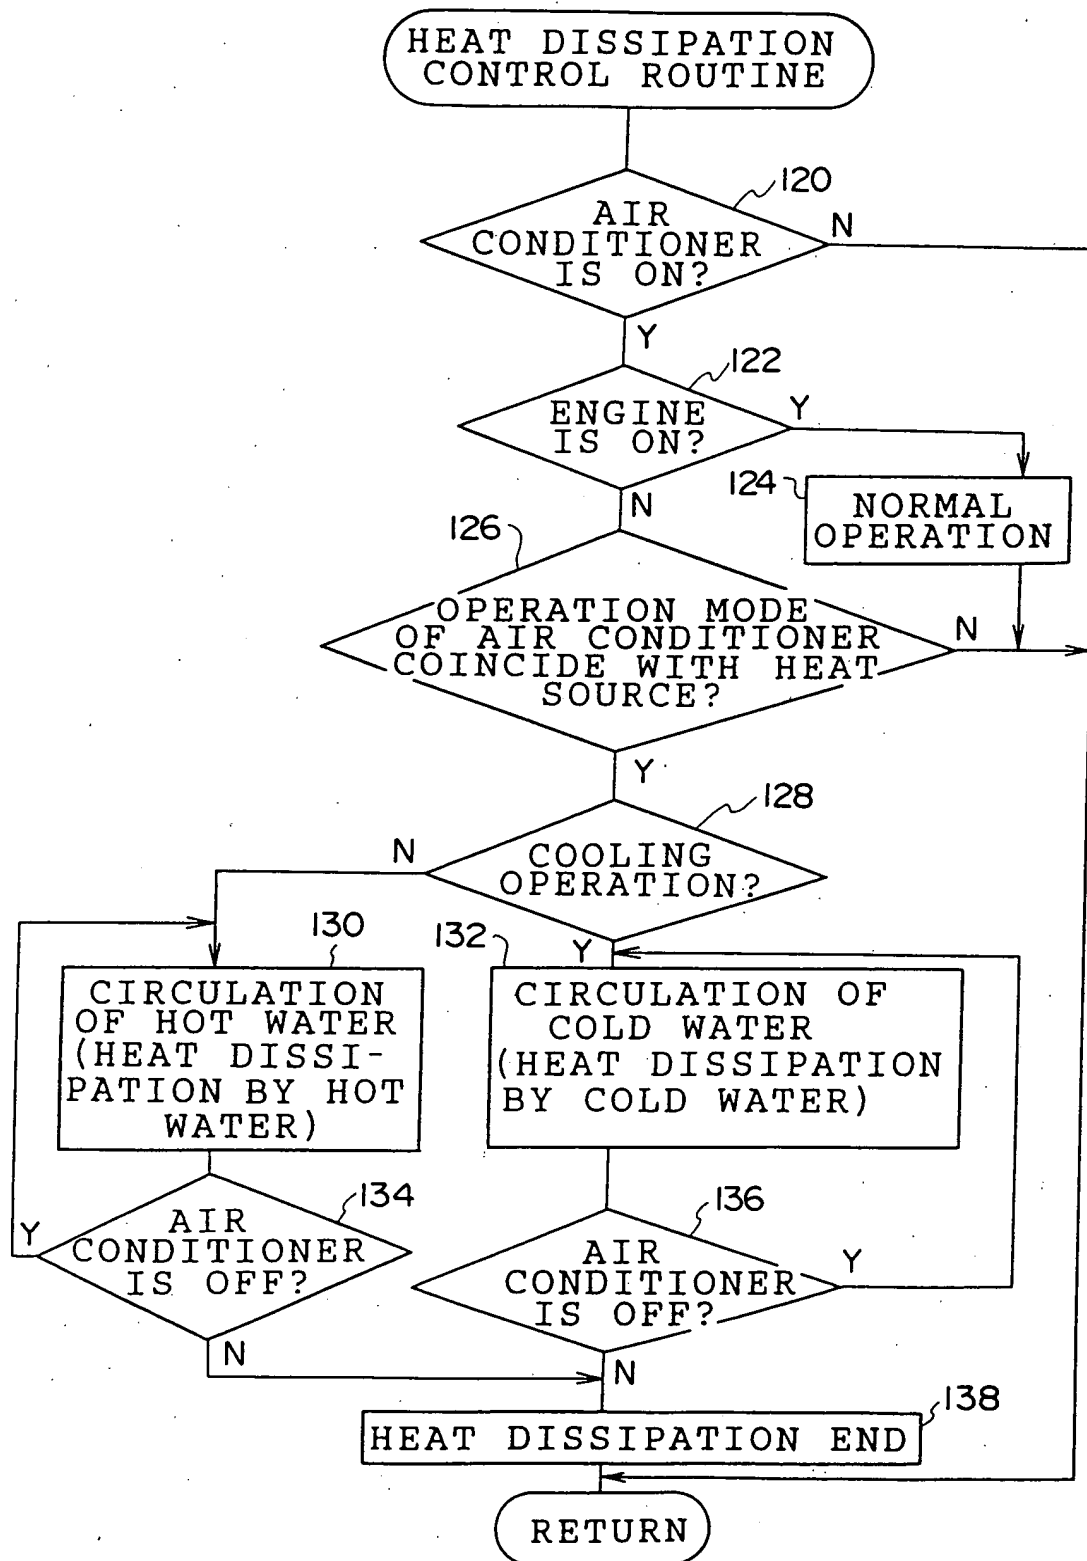 HEAT DISSIPATION
CONTROL ROUTINE
120
AIR
CONDITIONER
IS ON?
N
Y
122
ENGINE
IS ON?
Y
N
124
NORMAL
OPERATION
126
OPERATION MODE
OF AIR CONDITIONER
COINCIDE WITH HEAT
SOURCE?
N
Y
128
COOLING
OPERATION?
N
Y
130
CIRCULATION
OF HOT WATER
(HEAT DISSI-
PATION BY HOT
WATER)
132
CIRCULATION OF
COLD WATER
(HEAT DISSIPATION
BY COLD WATER)
134
AIR
CONDITIONER
IS OFF?
Y
N
136
AIR
CONDITIONER
IS OFF?
Y
N
138
HEAT DISSIPATION END
RETURN